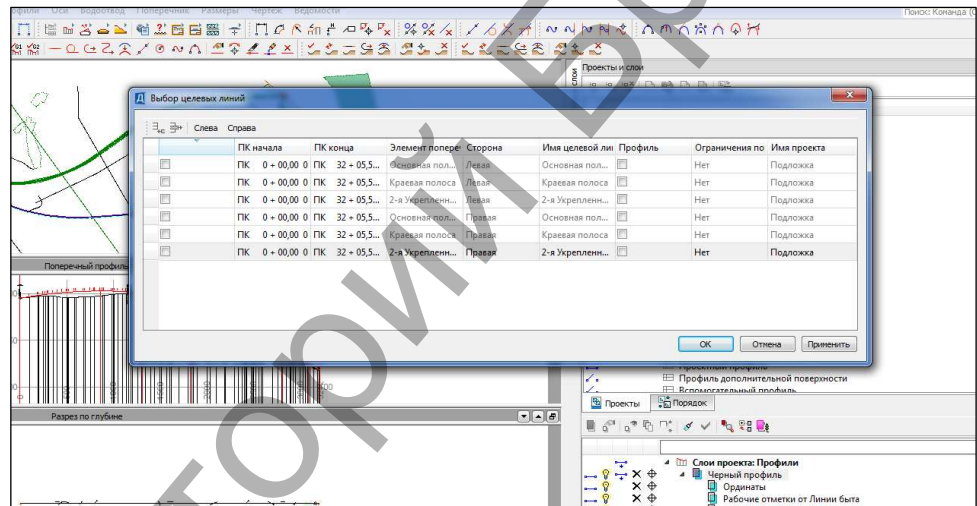 офили Оси Водоотвод Поперечник Размеры Чертеж Ведомости
Поиск: Команда (
Проекты и слои
слои
Выбор целевых линий
Слева Справа
ПК начала ПК конца Элемент попере Сторона Имя целевой ли Профиль Ограничения по Имя проекта
ПК 0 + 00,00 0 ПК 32 + 05,5... Основная пол... Левая Основная пол... Нет Подложка
ПК 0 + 00,00 0 ПК 32 + 05,5... Краевая полоса Левая Краевая полоса Нет Подложка
ПК 0 + 00,00 0 ПК 32 + 05,5... 2-я Укрепленн... Левая 2-я Укрепленн... Нет Подложка
ПК 0 + 00,00 0 ПК 32 + 05,5... Основная пол... Правая Основная пол... Нет Подложка
ПК 0 + 00,00 0 ПК 32 + 05,5... Краевая полоса Правая Краевая полоса Нет Подложка
ПК 0 + 00,00 0 ПК 32 + 05,5... 2-я Укрепленн... Правая 2-я Укрепленн... Нет Подложка
OK Отмена Применить
Поперечный профиль
Проектный профиль
Профиль дополнительной поверхности
Вспомогательный профиль
Проекты Порядок
Разрез по глубине
Слои проекта: Профили
Черный профиль
Ординаты
Рабочие отметки от Линии быта
торий Бр